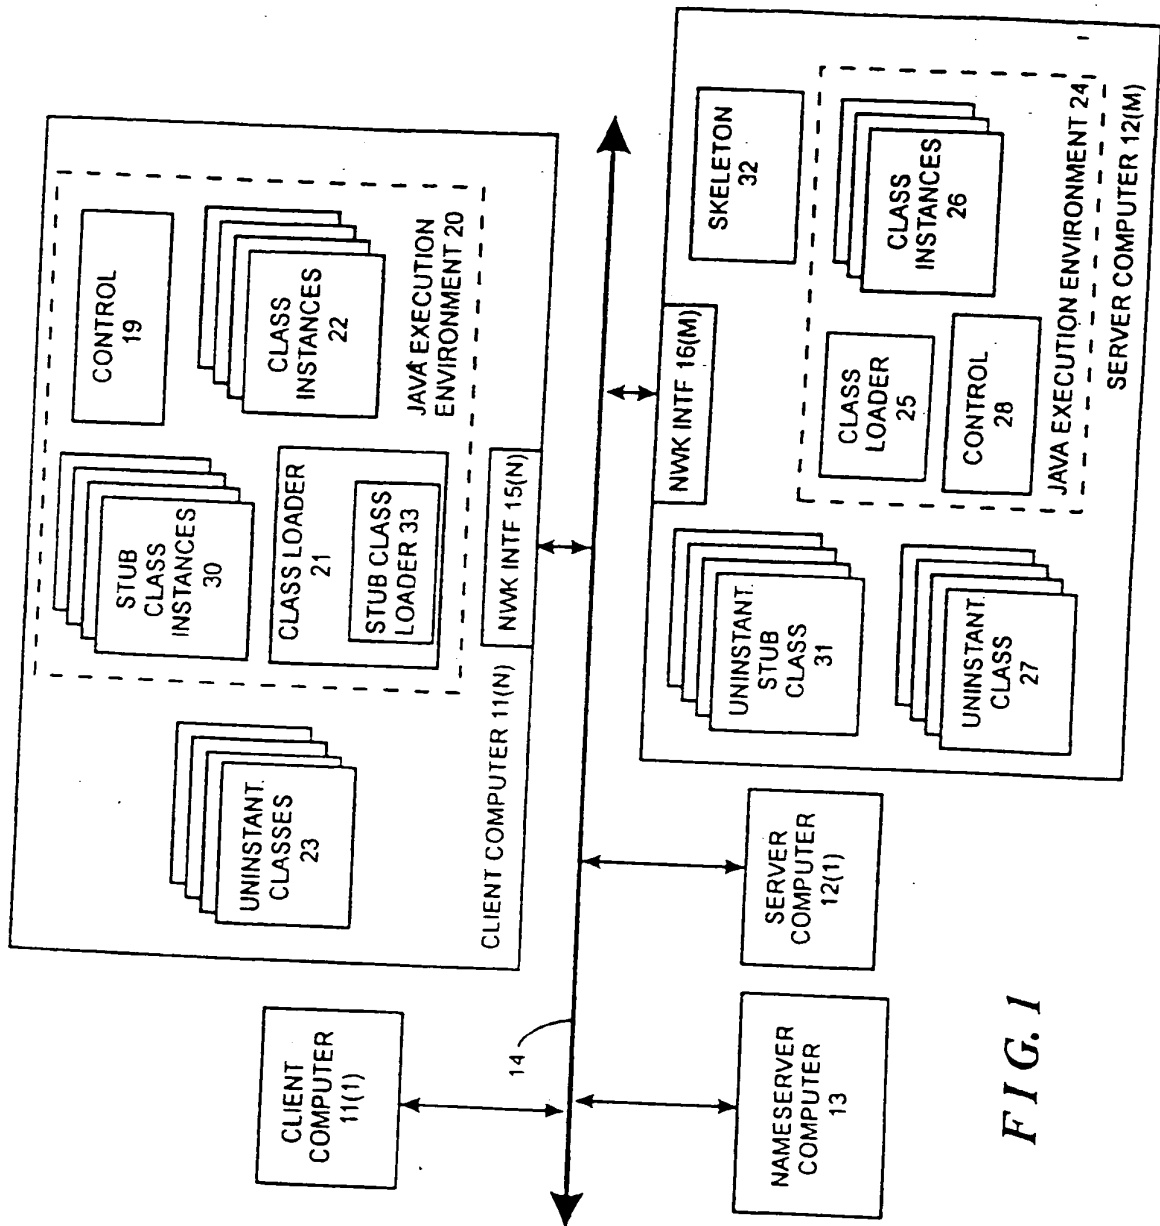 CLIENT
COMPUTER
11(1)
UNINSTANT.
CLASSES
23
STUB
CLASS
INSTANCES
30
CONTROL
19
CLASS LOADER
21
STUB CLASS
LOADER 33
CLASS
INSTANCES
22
JAVA EXECUTION
ENVIRONMENT 20
CLIENT COMPUTER 11(N)
NWK INTF 15(N)
14
NAMESERVER
COMPUTER
13
SERVER
COMPUTER
12(1)
NWK INTF 16(M)
UNINSTANT.
STUB
CLASS
31
SKELETON
32
CLASS
LOADER
25
CLASS
INSTANCES
26
UNINSTANT.
CLASS
27
CONTROL
28
JAVA EXECUTION ENVIRONMENT 24
SERVER COMPUTER 12(M)
FIG. 1